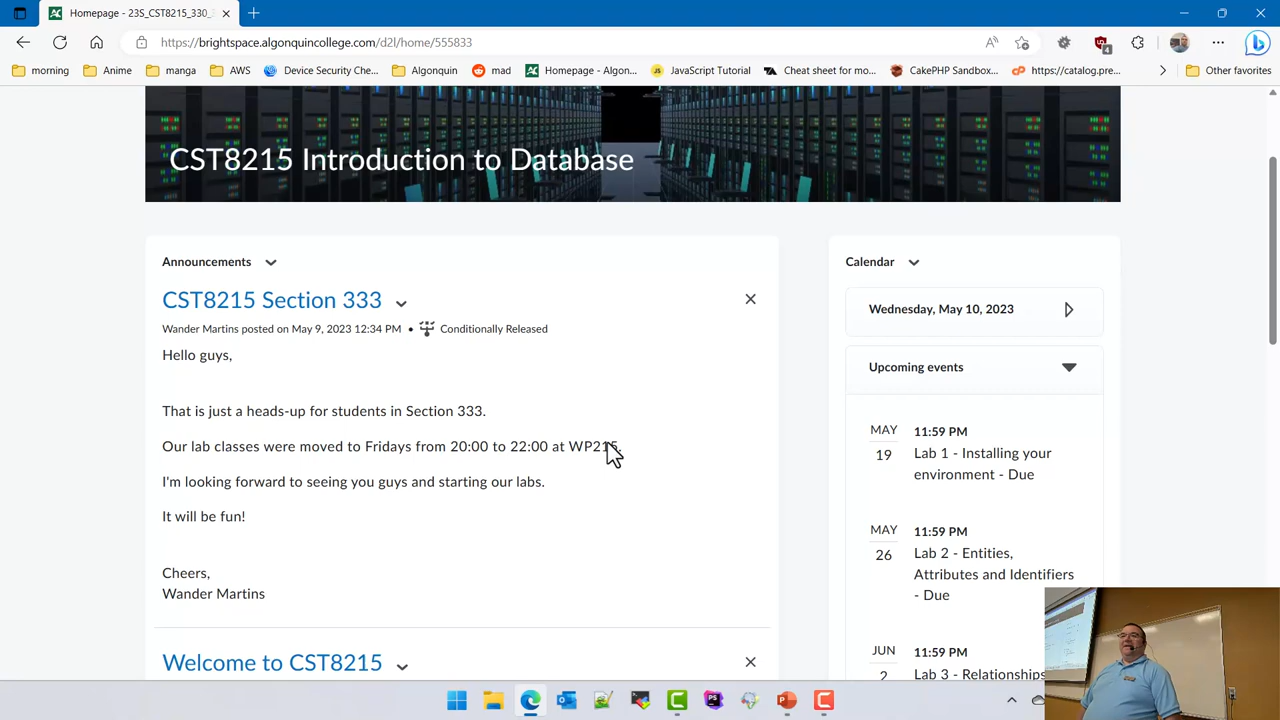 Homepage - 23S_CST8215_330_
https://brightspace.algonquincollege.com/d2l/home/555833
4
morning
Anime
manga
AWS
Device Security Che...
Algonquin
mad
Homepage - Algon...
JavaScript Tutorial
Cheat sheet for mo...
CakePHP Sandbox...
https://catalog.pre...
Other favorites
CST8215 Introduction to Database
Announcements
CST8215 Section 333
Wander Martins posted on May 9, 2023 12:34 PM • Conditionally Released
Hello guys,
That is just a heads-up for students in Section 333.
Our lab classes were moved to Fridays from 20:00 to 22:00 at WP215.
I'm looking forward to seeing you guys and starting our labs.
It will be fun!
Cheers,
Wander Martins
Welcome to CST8215
Calendar
Wednesday, May 10, 2023
Upcoming events
MAY
19
11:59 PM
Lab 1 - Installing your
environment - Due
MAY
26
11:59 PM
Lab 2 - Entities,
Attributes and Identifiers
- Due
JUN
2
11:59 PM
Lab 3 - Relationships